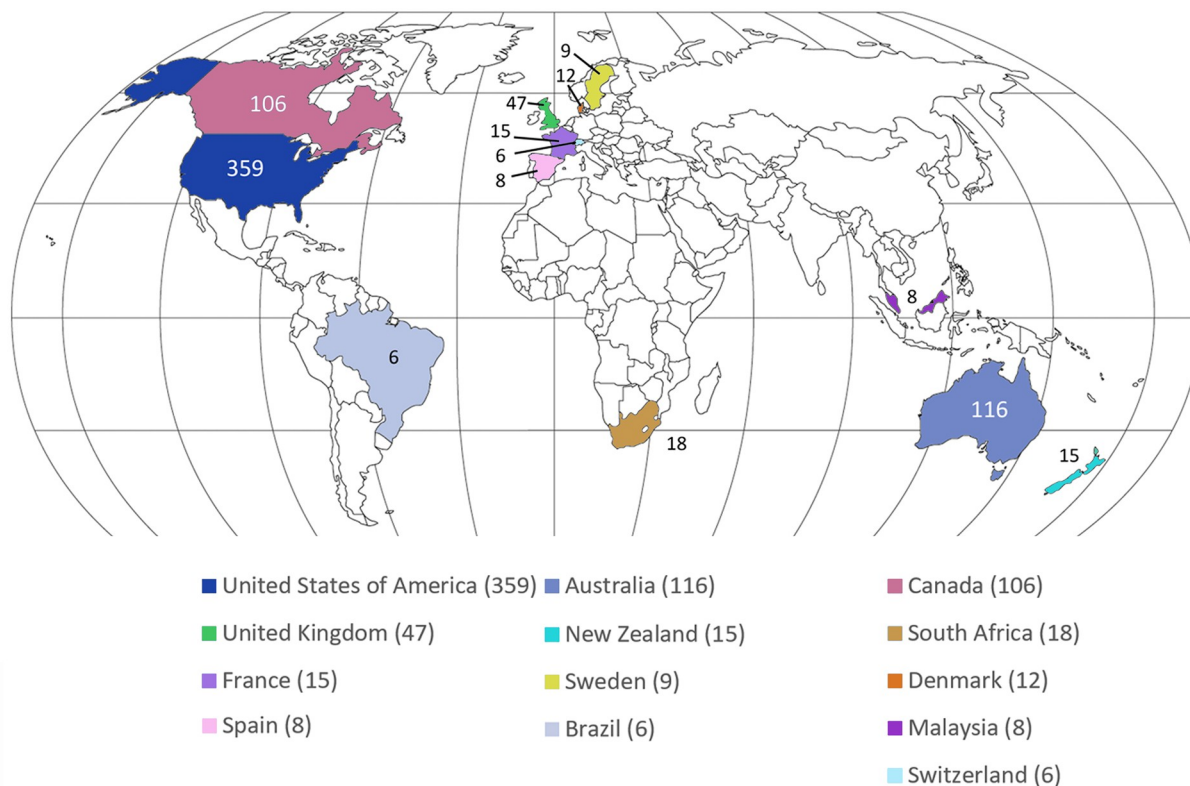 9
12
106
47
15
359
6
8
8
6
116
18
15
United States of America (359)
Australia (116)
Canada (106)
United Kingdom (47)
New Zealand (15)
South Africa (18)
France (15)
Sweden (9)
Denmark (12)
Spain (8)
Brazil (6)
Malaysia (8)
Switzerland (6)